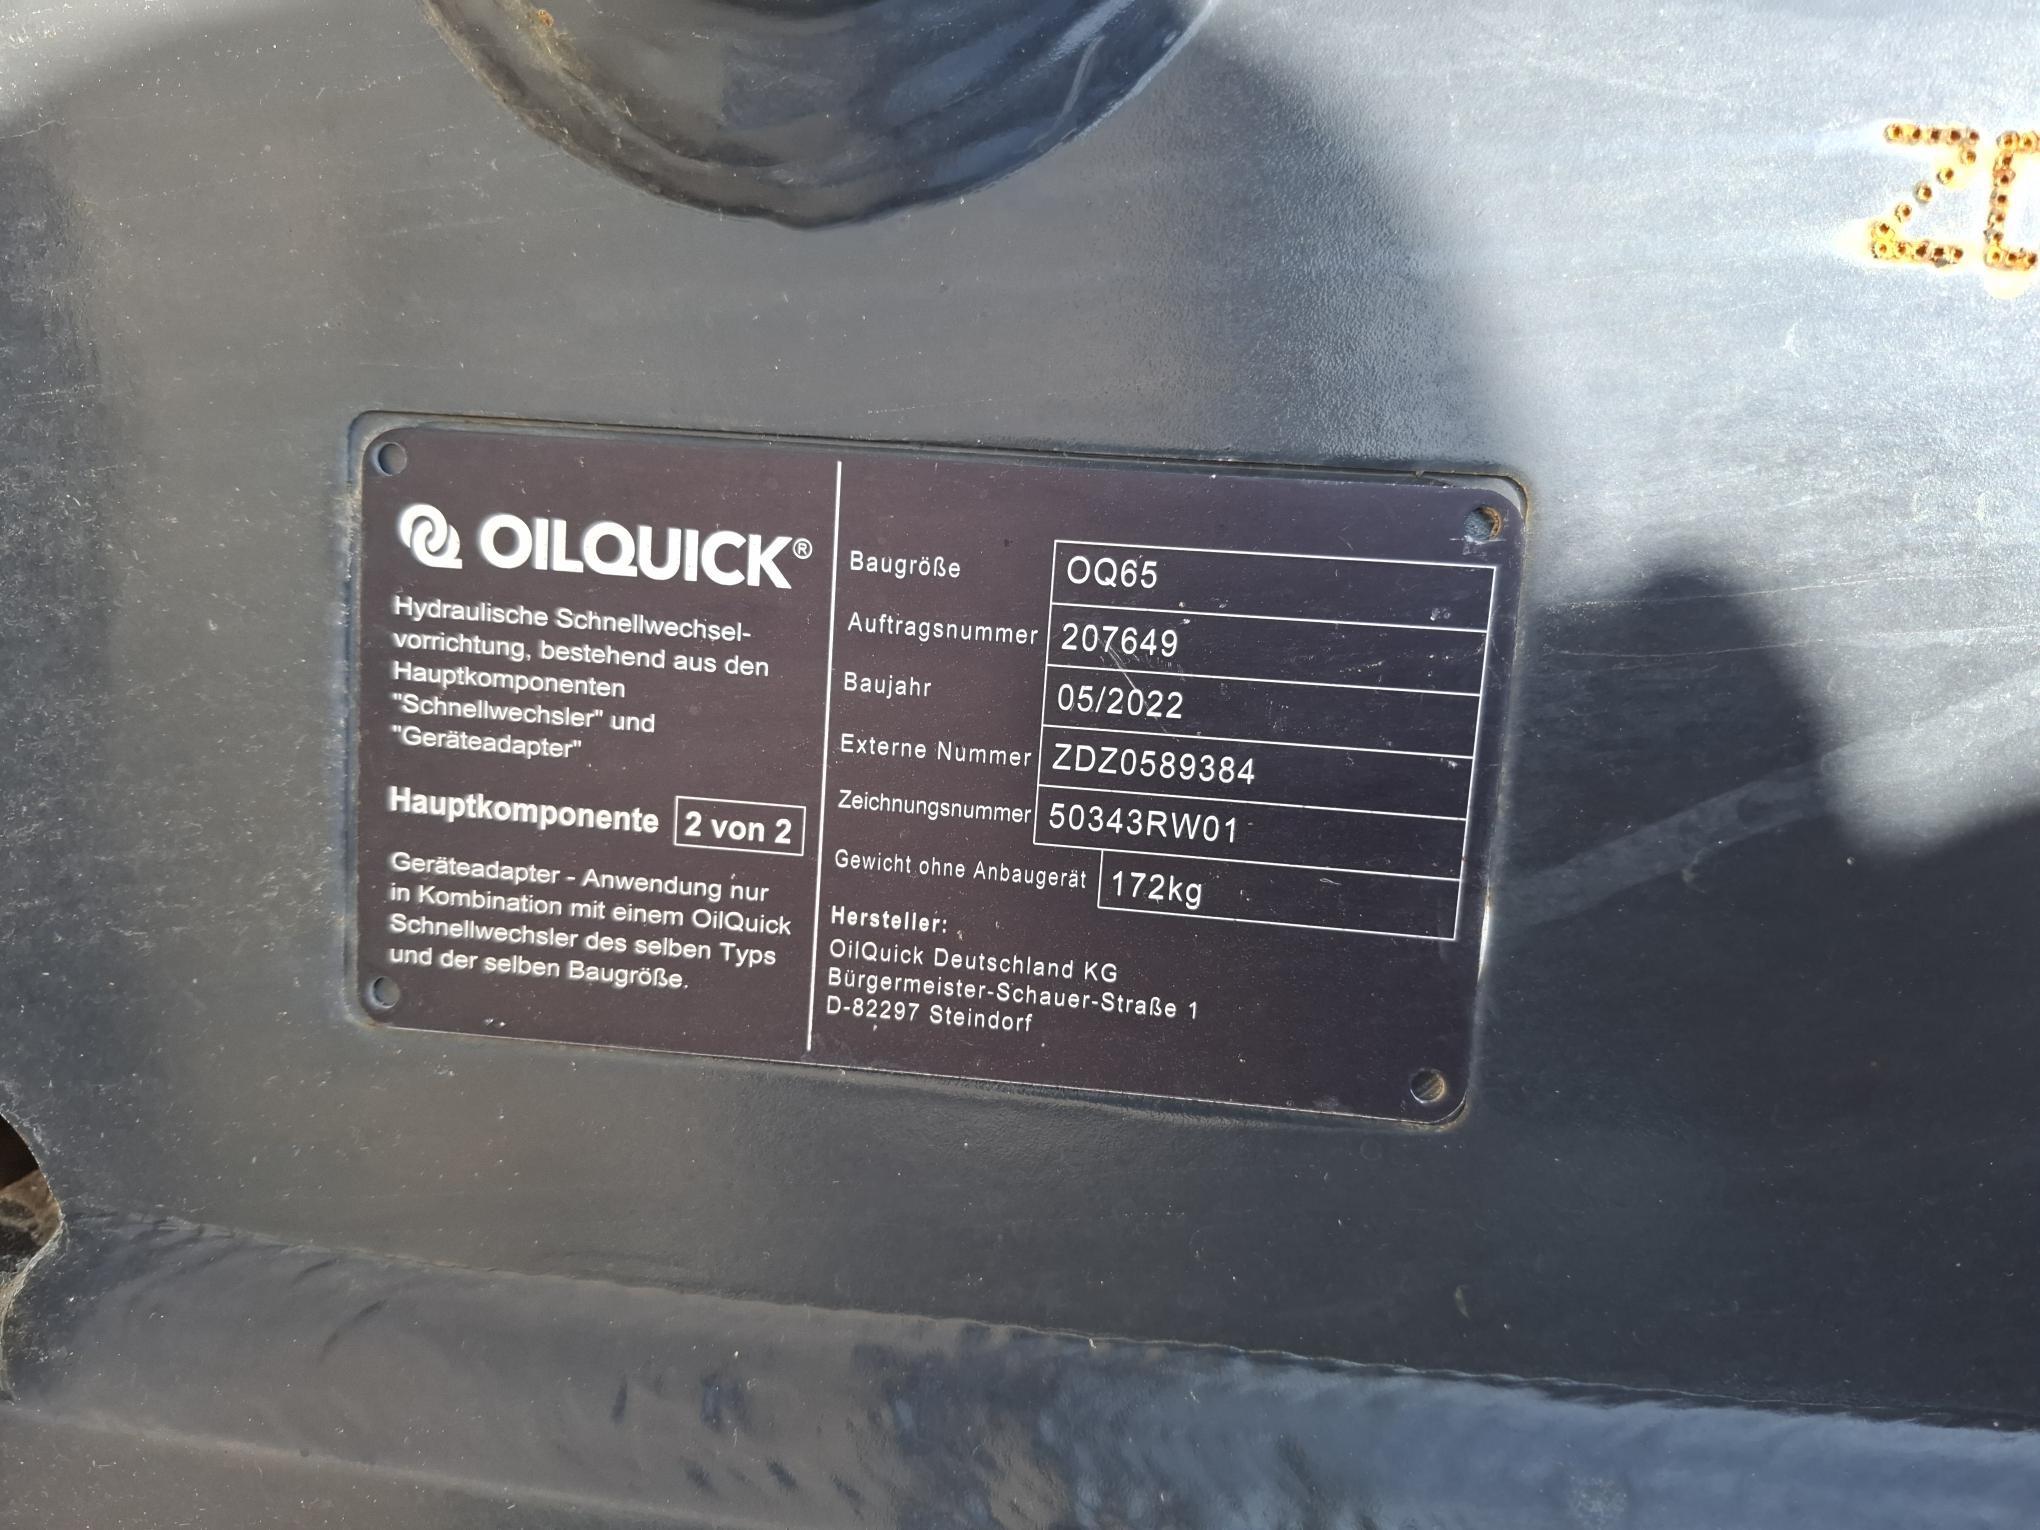 OILQUICK®
Hydraulische Schnellwechsel-
vorrichtung, bestehend aus den
Hauptkomponenten
"Schnellwechsler" und
"Geräteadapter"
Hauptkomponente 2 von 2
Geräteadapter - Anwendung nur
in Kombination mit einem OilQuick
Schnellwechsler des selben Typs
und der selben Baugröße.
Baugröße OQ65
Auftragsnummer 207649
Baujahr 05/2022
Externe Nummer ZDZ0589384
Zeichnungsnummer 50343RW01
Gewicht ohne Anbaugerät 172kg
Hersteller:
OilQuick Deutschland KG
Bürgermeister-Schauer-Straße 1
D-82297 Steindorf